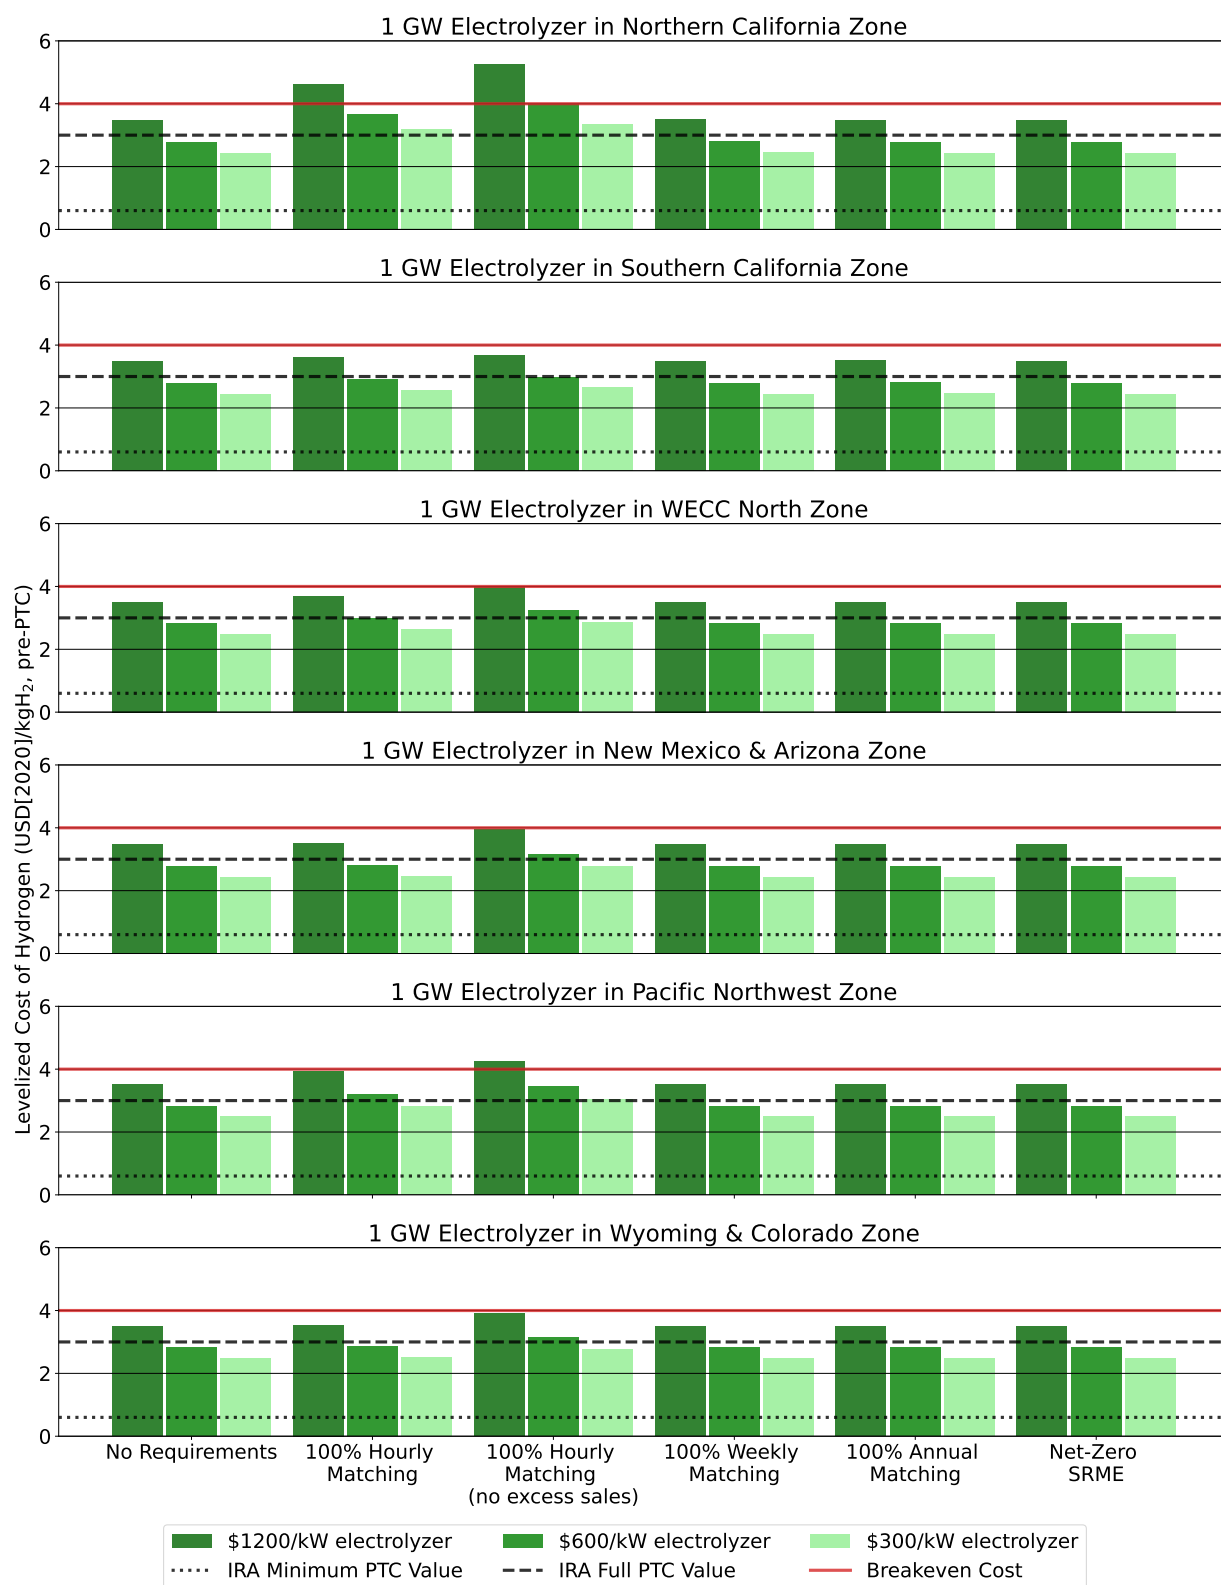 1 GW Electrolyzer in Northern California Zone
6
4
2
0
1 GW Electrolyzer in Southern California Zone
6
4
2
0
1 GW Electrolyzer in WECC North Zone
6
4
2
0
Levelized Cost of Hydrogen (USD[2020]/kgH₂, pre-PTC)
1 GW Electrolyzer in New Mexico & Arizona Zone
6
4
2
0
1 GW Electrolyzer in Pacific Northwest Zone
6
4
2
0
1 GW Electrolyzer in Wyoming & Colorado Zone
6
4
2
0
No Requirements
100% Hourly
Matching
100% Hourly
Matching
(no excess sales)
100% Weekly
Matching
100% Annual
Matching
Net-Zero
SRME
$1200/kW electrolyzer
$600/kW electrolyzer
$300/kW electrolyzer
IRA Minimum PTC Value
IRA Full PTC Value
Breakeven Cost